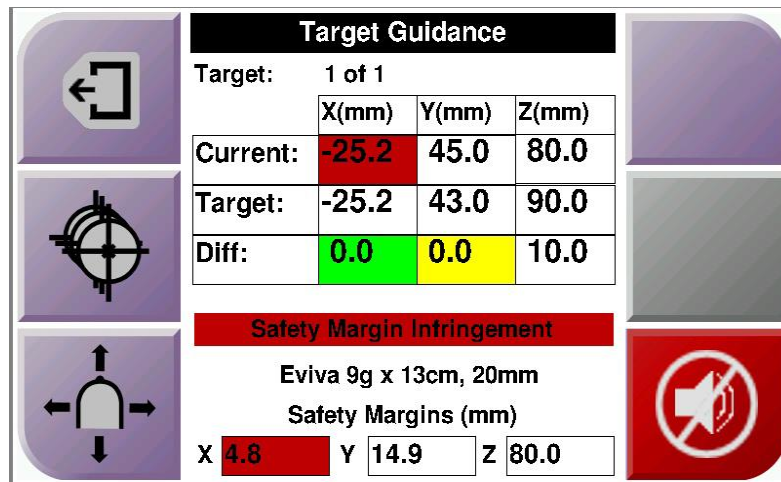 Target Guidance
Target: 1 of 1
X(mm) Y(mm) Z(mm)
Current: -25.2 45.0 80.0
Target: -25.2 43.0 90.0
Diff: 0.0 0.0 10.0
Safety Margin Infringement
Eviva 9g x 13cm, 20mm
Safety Margins (mm)
X 4.8 Y 14.9 Z 80.0